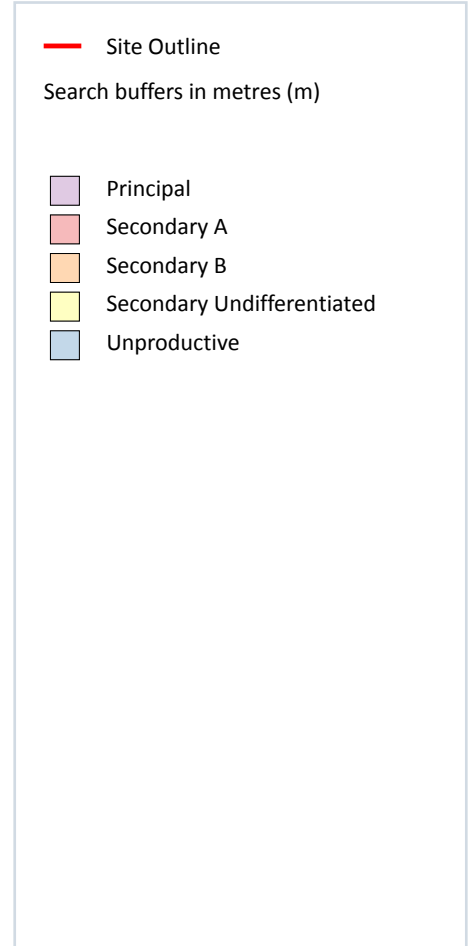 Site Outline
Search buffers in metres (m)
Principal
Secondary A
Secondary B
Secondary Undifferentiated
Unproductive